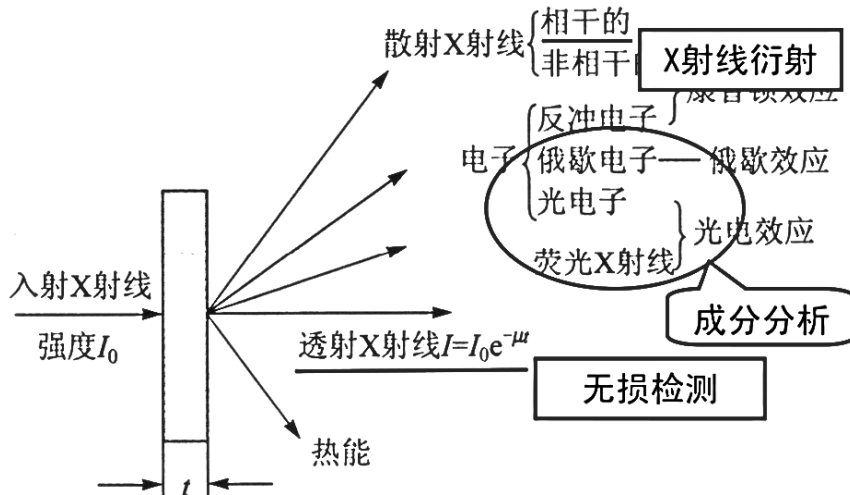 散射X射线
相干的
非相干
X射线衍射
反冲电子
电子
俄歇电子
俄歇效应
光电子
光电效应
荧光X射线
入射X射线
强度I₀
成分分析
透射X射线I=I₀e⁻μt
无损检测
热能
t